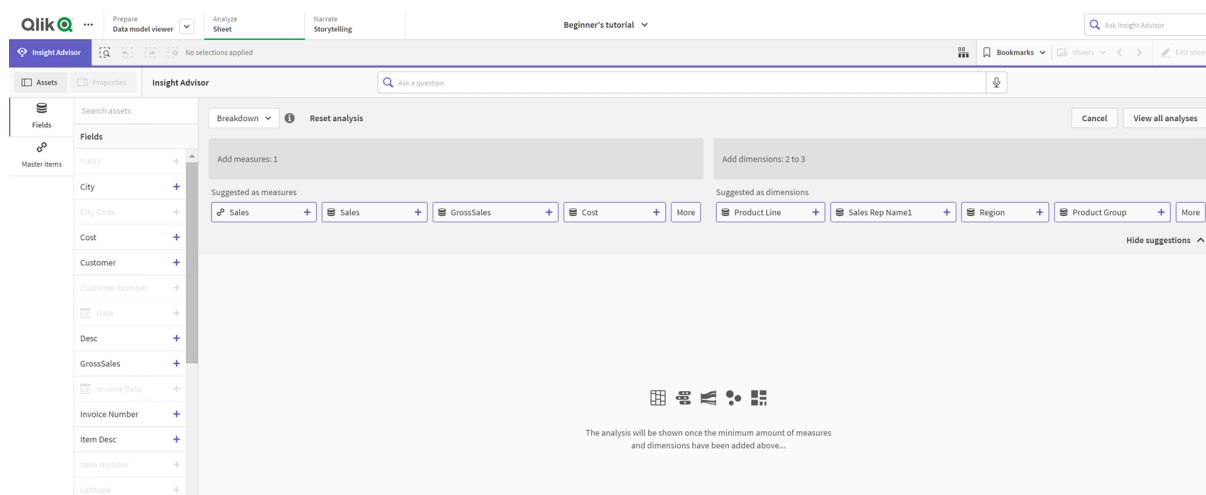 Qlik
Prepare
Data model viewer
Analyze
Sheet
Narrate
Storytelling
Beginner's tutorial
Ask Insight Advisor
Insight Advisor
No selections applied
Bookmarks
Sheets
Edit sheet
Assets
Properties
Insight Advisor
Ask a question
Fields
Master items
Search assets
Fields
%KEY
City
City Code
Cost
Customer
Customer Number
Date
Desc
GrossSales
Invoice Date
Invoice Number
Item Desc
Item Number
Latitude
Breakdown
Reset analysis
Cancel
View all analyses
Add measures: 1
Add dimensions: 2 to 3
Suggested as measures
Sales
Sales
GrossSales
Cost
More
Suggested as dimensions
Product Line
Sales Rep Name1
Region
Product Group
More
Hide suggestions
The analysis will be shown once the minimum amount of measures
and dimensions have been added above...